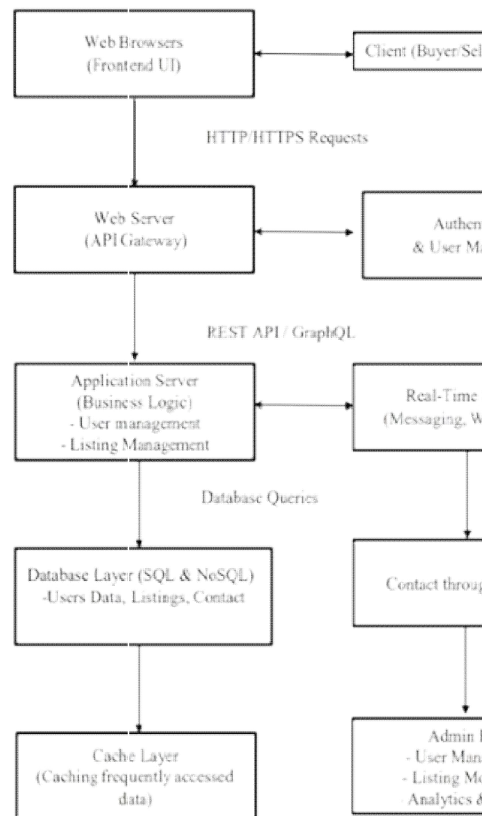 Web Browsers
(Frontend UI)
Client (Buyer/Sel
HTTP/HTTPS Requests
Web Server
(API Gateway)
Authen
& User Ma
REST API / GraphQL
Application Server
(Business Logic)
- User management
- Listing Management
Real-Time
(Messaging, W
Database Queries
Database Layer (SQL & NoSQL)
-Users Data, Listings, Contact
Contact throug
Cache Layer
(Caching frequently accessed
data)
Admin
- User Mana
- Listing Mo
Analytics &